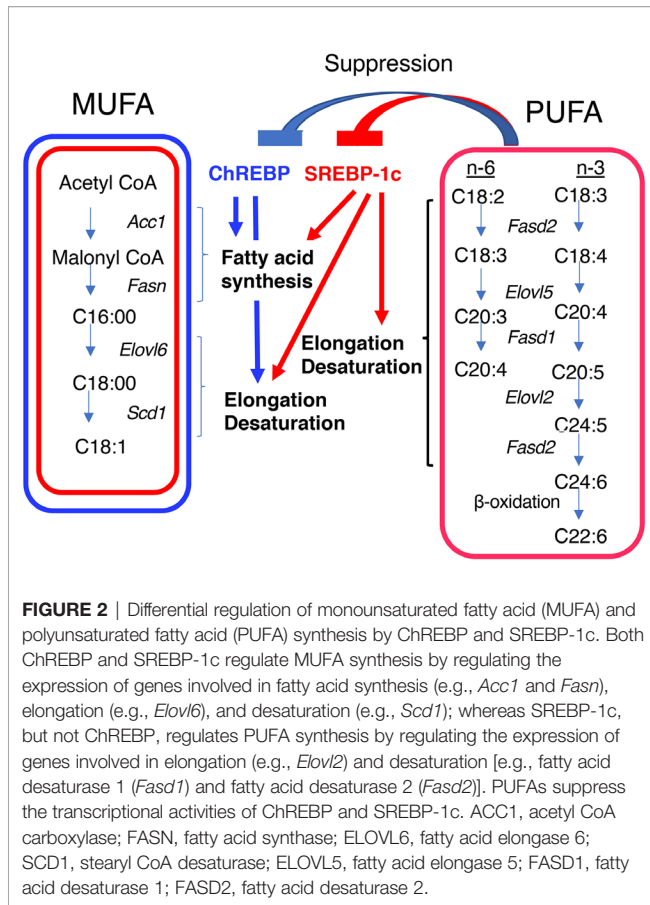 Suppression
MUFA
PUFA
ChREBP SREBP-1c
Acetyl CoA
Acc1
Malonyl CoA
Fasn
C16:00
Elovl6
C18:00
Scd1
C18:1
Fatty acid
synthesis
Elongation
Desaturation
Elongation
Desaturation
n-6 n-3
C18:2 C18:3
Fasd2
C18:3 C18:4
Elovl5
C20:3 C20:4
Fasd1
C20:4 C20:5
Elovl2
C24:5
Fasd2
C24:6
β-oxidation
C22:6
FIGURE 2 | Differential regulation of monounsaturated fatty acid (MUFA) and
polyunsaturated fatty acid (PUFA) synthesis by ChREBP and SREBP-1c. Both
ChREBP and SREBP-1c regulate MUFA synthesis by regulating the
expression of genes involved in fatty acid synthesis (e.g., Acc1 and Fasn),
elongation (e.g., Elovl6), and desaturation (e.g., Scd1); whereas SREBP-1c,
but not ChREBP, regulates PUFA synthesis by regulating the expression of
genes involved in elongation (e.g., Elovl2) and desaturation [e.g., fatty acid
desaturase 1 (Fasd1) and fatty acid desaturase 2 (Fasd2)]. PUFAs suppress
the transcriptional activities of ChREBP and SREBP-1c. ACC1, acetyl CoA
carboxylase; FASN, fatty acid synthase; ELOVL6, fatty acid elongase 6;
SCD1, stearyl CoA desaturase; ELOVL5, fatty acid elongase 5; FASD1, fatty
acid desaturase 1; FASD2, fatty acid desaturase 2.